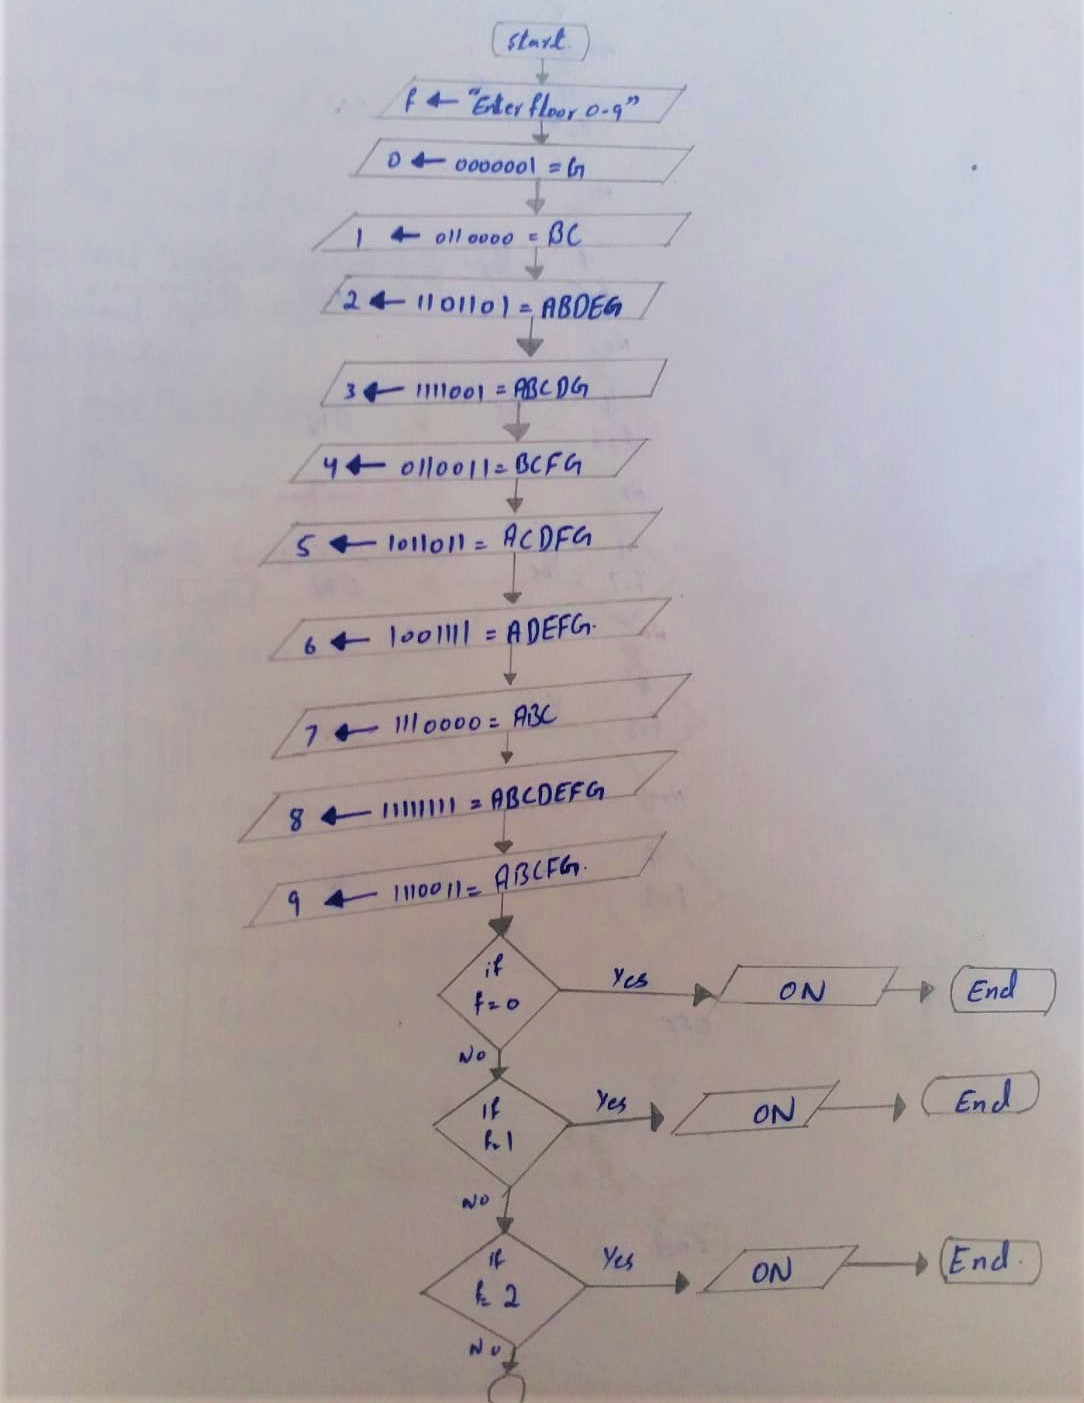 Start.
f ← "Enter floor 0-9"
0 ← 0000001 = G
1 ← 0110000 = BC
2 ← 1101101 = ABDEG
3 ← 1111001 = ABCDG
4 ← 0110011 = BCFG
5 ← 1011011 = ACDFG
6 ← 1001111 = ADEFG.
7 ← 1110000 = ABC
8 ← 11111111 = ABCDEFG
9 ← 1110011 = ABCFG.
if
f=0
Yes
ON
End
No
if
f=1
Yes
ON
End
No
if
f= 2
Yes
ON
End.
No